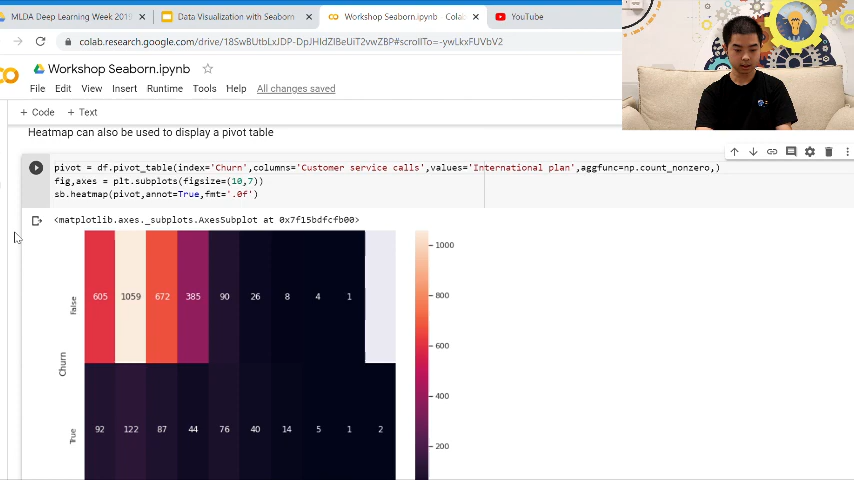 MLDA Deep Learning Week 2019
Data Visualization with Seaborn
Workshop Seaborn.ipynb - Colab
YouTube
colab.research.google.com/drive/18SwBUtbLxJDP-DpJHldZIBeUiT2vwZBP#scrollTo=-ywLkxFUVbV2
Workshop Seaborn.ipynb
File Edit View Insert Runtime Tools Help All changes saved
+ Code + Text
Heatmap can also be used to display a pivot table
pivot = df.pivot_table(index='Churn',columns='Customer service calls',values='International plan',aggfunc=np.count_nonzero,)
fig,axes = plt.subplots(figsize=(10,7))
sb.heatmap(pivot,annot=True,fmt='.0f')
<matplotlib.axes._subplots.AxesSubplot at 0x7f15bdfcfb00>
1000
800
600
400
200
False
605 1059 672 385 90 26 8 4 1
Churn
True
92 122 87 44 76 40 14 5 1 2